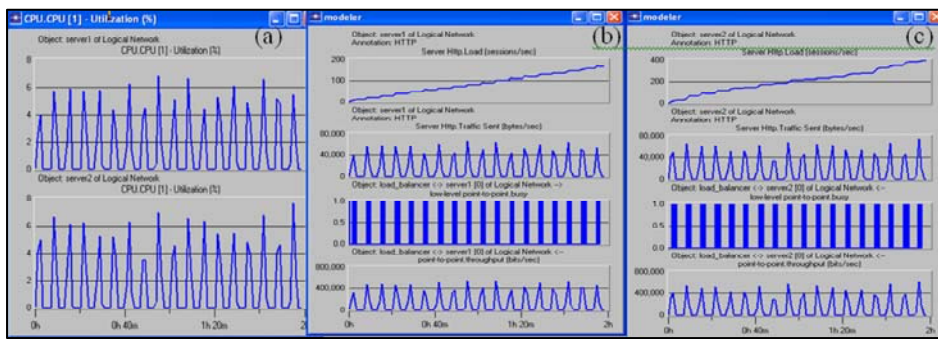 CPU.CPU [1] - Utilization (%)
(a)
Object: server1 of Logical Network
CPU.CPU [1] - Utilization (%)
8
6
4
2
0
Object: server2 of Logical Network
CPU.CPU [1] - Utilization (%)
8
6
4
2
0
0h
0h 40m
1h 20m
modeler
(b)
Object: server1 of Logical Network
Annotation: HTTP
Server Http.Load (sessions/sec)
200
100
0
Object: server1 of Logical Network
Annotation: HTTP
Server Http.Traffic Sent (bytes/sec)
80,000
40,000
0
Object: load_balancer <-> server1 [0] of Logical Network -->
low-level point-to-point.busy
1.0
0.5
0.0
Object: load_balancer <-> server1 [0] of Logical Network <--
point-to-point.throughput (bits/sec)
800,000
400,000
0
0h
0h 40m
1h 20m
2h
modeler
(c)
Object: server2 of Logical Network
Annotation: HTTP
Server Http.Load (sessions/sec)
400
200
0
Object: server2 of Logical Network
Annotation: HTTP
Server Http.Traffic Sent (bytes/sec)
80,000
40,000
0
Object: load_balancer <-> server2 [0] of Logical Network <--
low-level point-to-point.busy
1.0
0.5
0.0
Object: load_balancer <-> server2 [0] of Logical Network <--
point-to-point.throughput (bits/sec)
800,000
400,000
0
0h
0h 40m
1h 20m
2h